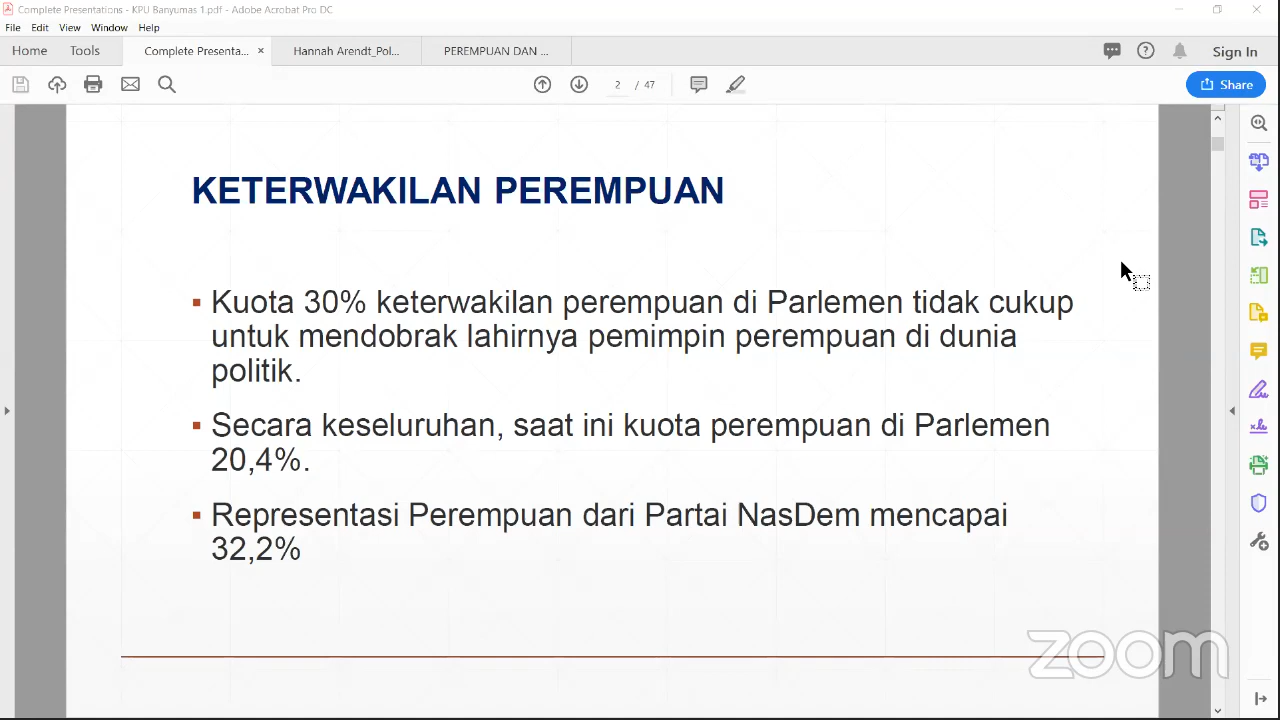 Complete Presentations - KPU Banyumas 1.pdf - Adobe Acrobat Pro DC
File Edit View Window Help
Home Tools Complete Presenta... × Hannah Arendt_Pol... PEREMPUAN DAN ... Sign In
2 / 47 Share
KETERWAKILAN PEREMPUAN
▪ Kuota 30% keterwakilan perempuan di Parlemen tidak cukup
untuk mendobrak lahirnya pemimpin perempuan di dunia
politik.
▪ Secara keseluruhan, saat ini kuota perempuan di Parlemen
20,4%.
▪ Representasi Perempuan dari Partai NasDem mencapai
32,2%
zoom